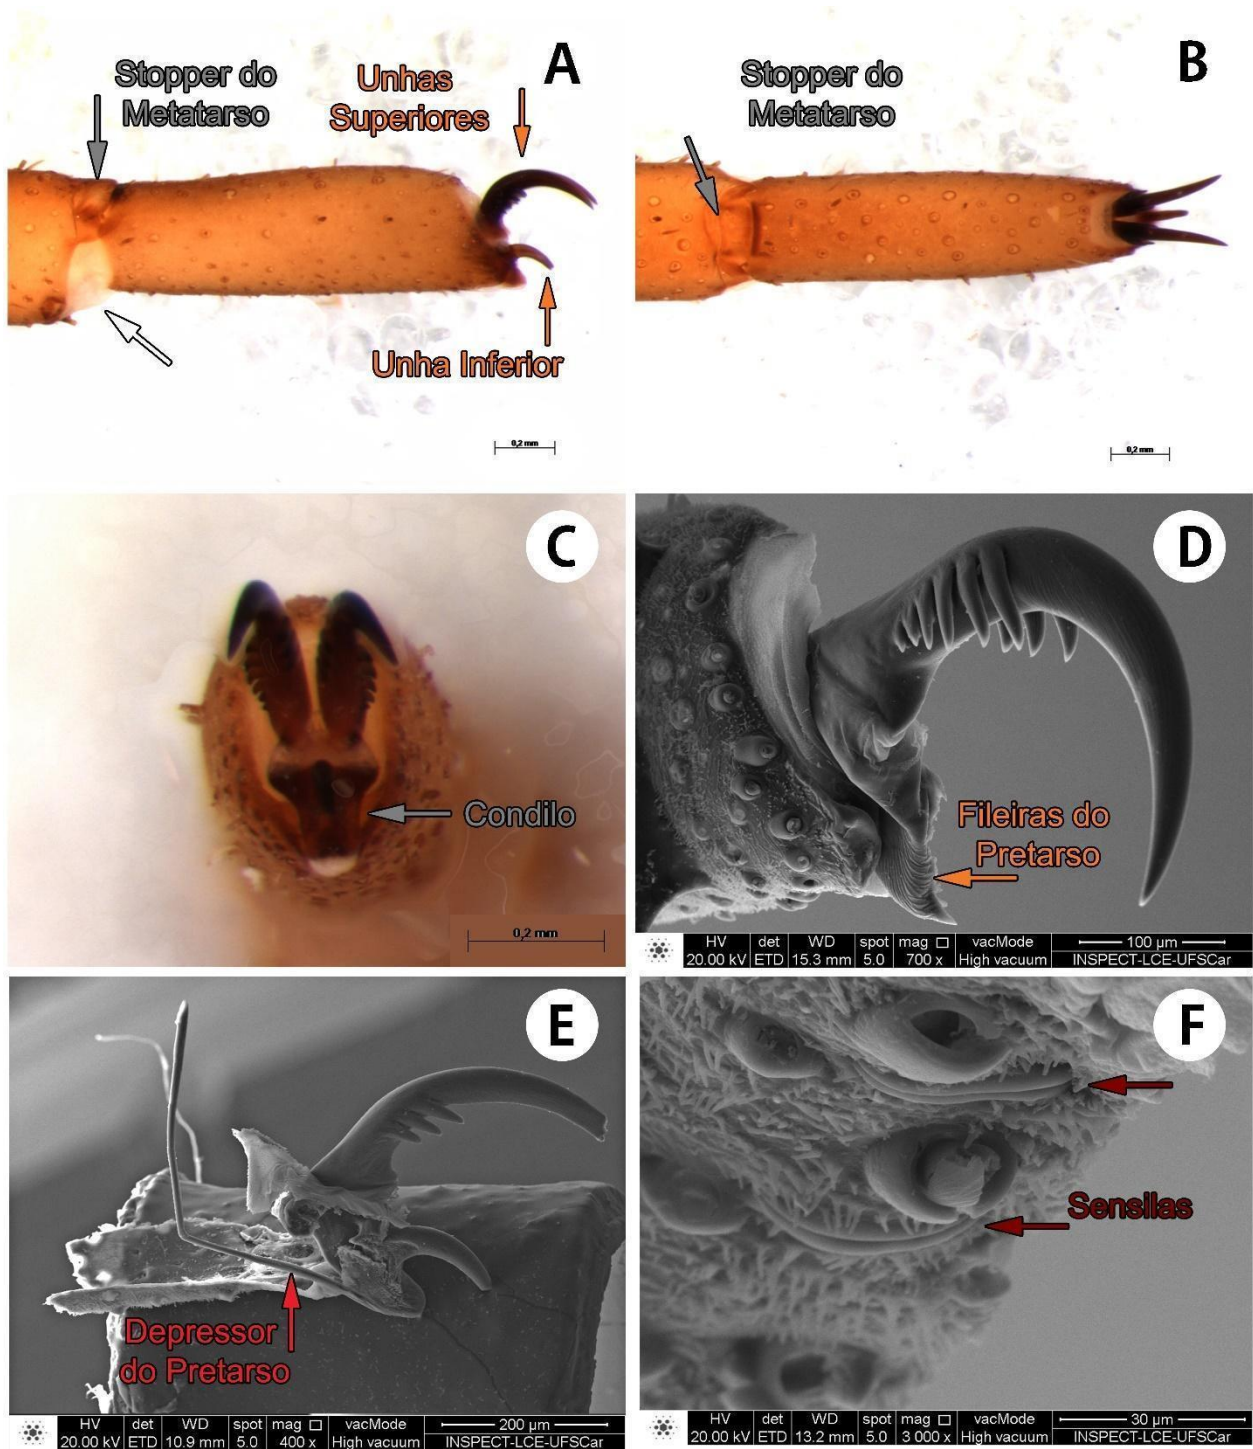 A
Stopper do
Metatarso
Unhas
Superiores
Unha Inferior
0,2 mm
B
Stopper do
Metatarso
0,2 mm
C
Condilo
0,2 mm
D
Fileiras do
Pretarso
HV det WD spot mag vacMode 100 µm
20.00 kV ETD 15.3 mm 5.0 700 x High vacuum INSPECT-LCE-UFSCar
E
Depressor
do Pretarso
HV det WD spot mag vacMode 200 µm
20.00 kV ETD 10.9 mm 5.0 400 x High vacuum INSPECT-LCE-UFSCar
F
Sensilas
HV det WD spot mag vacMode 30 µm
20.00 kV ETD 13.2 mm 5.0 3 000 x High vacuum INSPECT-LCE-UFSCar